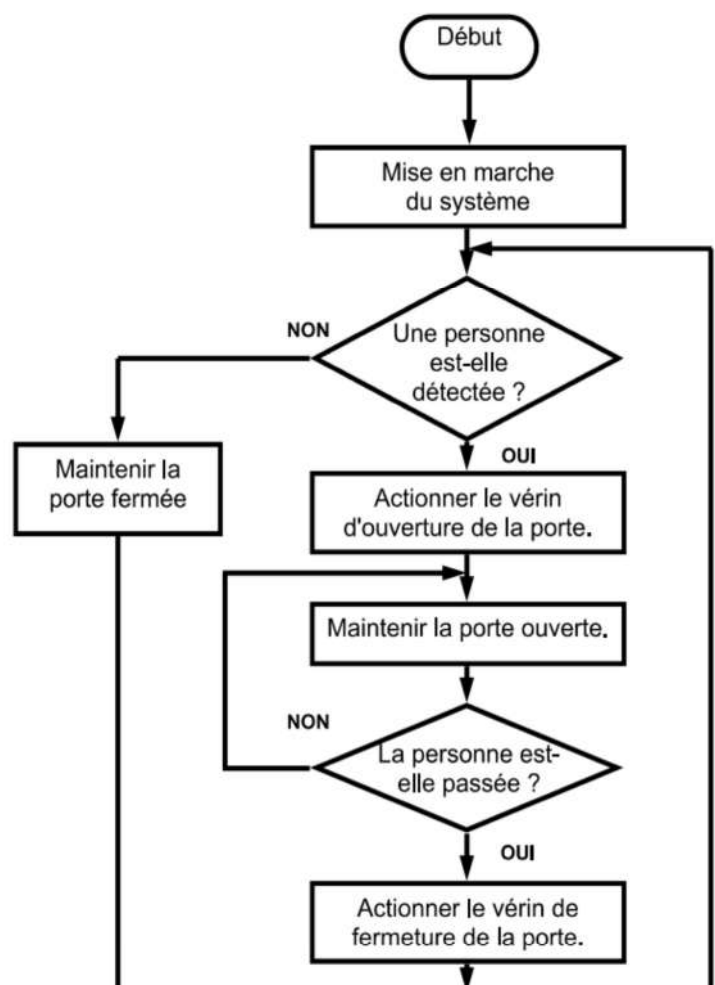 Début
Mise en marche
du système
NON
Une personne
est-elle
détectée ?
OUI
Maintenir la
porte fermée
Actionner le vérin
d'ouverture de la porte.
Maintenir la porte ouverte.
NON
La personne est-
elle passée ?
OUI
Actionner le vérin de
fermeture de la porte.